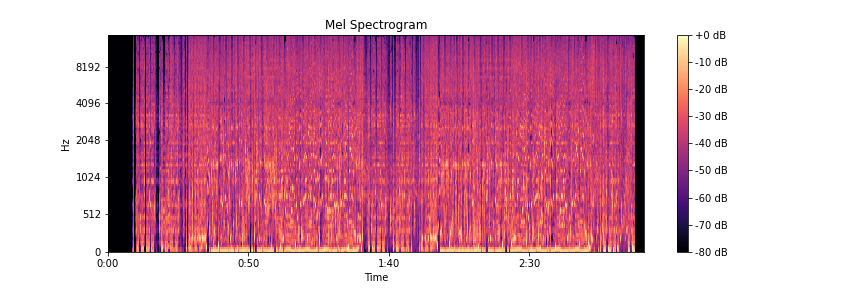 Mel Spectrogram
Hz
8192
4096
2048
1024
512
0
0:00
0:50
1:40
2:30
Time
+0 dB
-10 dB
-20 dB
-30 dB
-40 dB
-50 dB
-60 dB
-70 dB
-80 dB